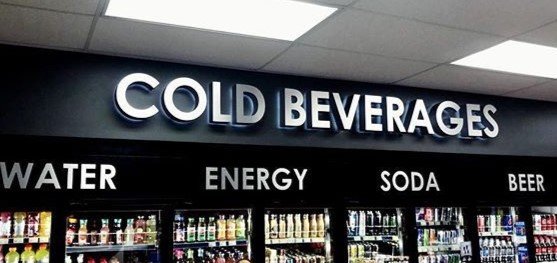 COLD BEVERAGES
WATER ENERGY SODA BEER